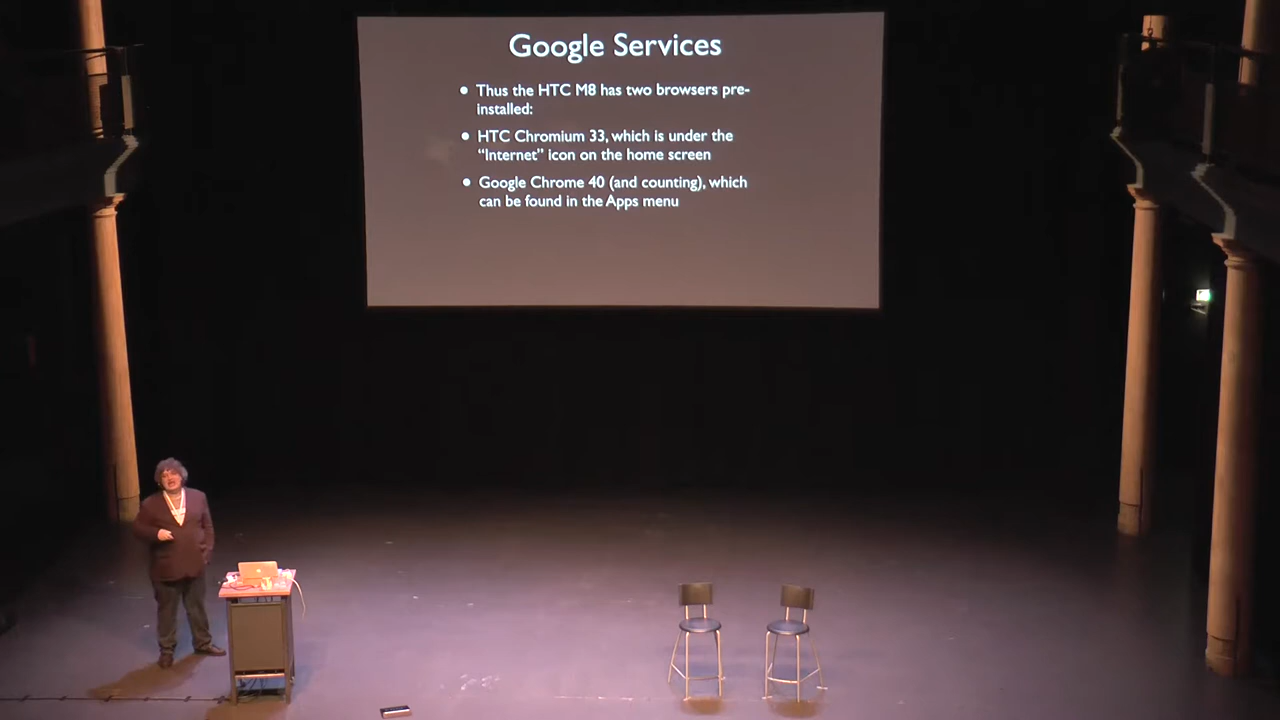 Google Services
• Thus the HTC M8 has two browsers pre-
installed:
• HTC Chromium 33, which is under the
“Internet” icon on the home screen
• Google Chrome 40 (and counting), which
can be found in the Apps menu